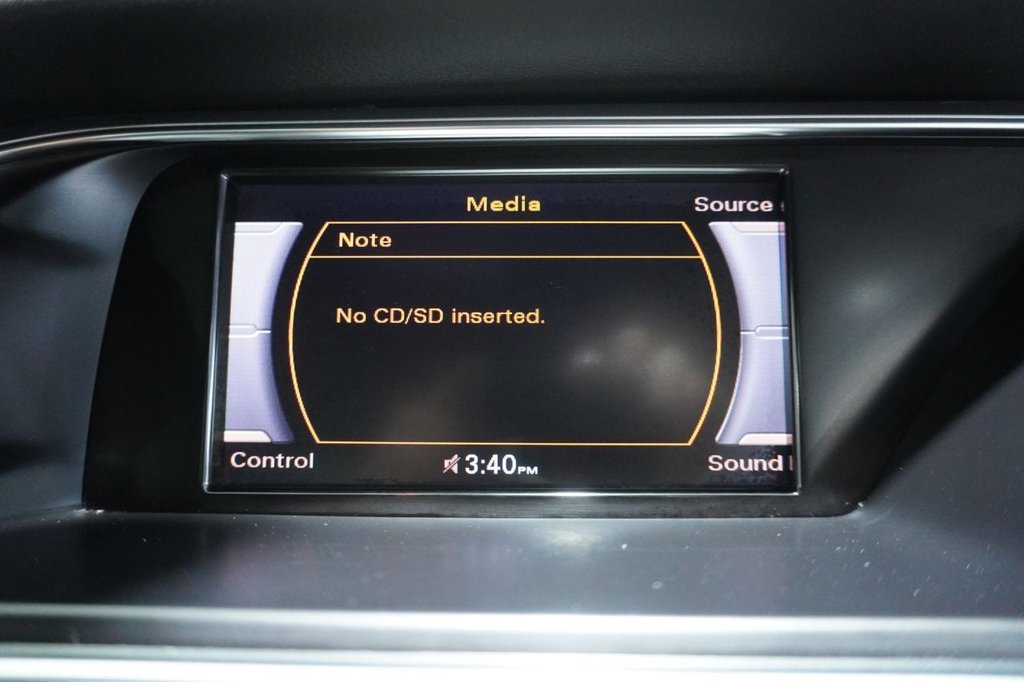 Media
Source
Note
No CD/SD inserted.
Control
3:40PM
Sound